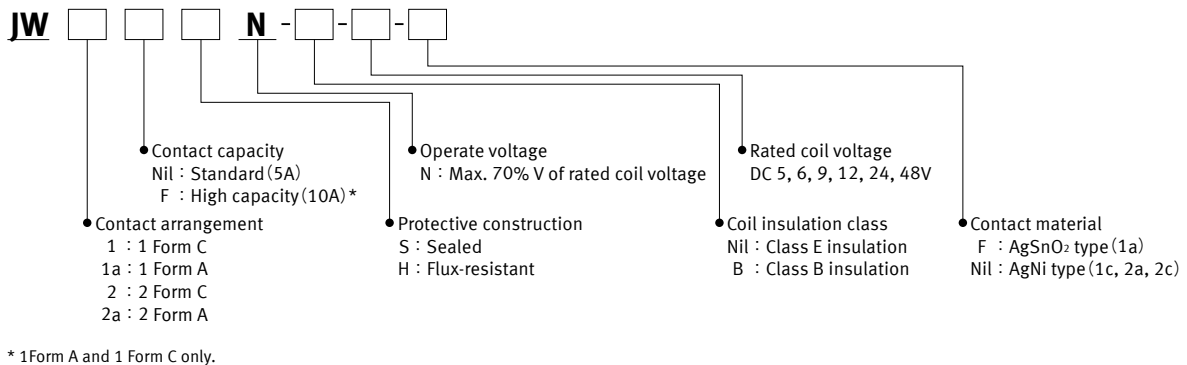 JW N - - -
Contact capacity
Nil : Standard (5A)
F : High capacity (10A) *
Operate voltage
N : Max. 70% V of rated coil voltage
Rated coil voltage
DC 5, 6, 9, 12, 24, 48V
Contact arrangement
1 : 1 Form C
1a : 1 Form A
2 : 2 Form C
2a : 2 Form A
Protective construction
S : Sealed
H : Flux-resistant
Coil insulation class
Nil : Class E insulation
B : Class B insulation
Contact material
F : AgSnO₂ type (1a)
Nil : AgNi type (1c, 2a, 2c)
* 1Form A and 1 Form C only.